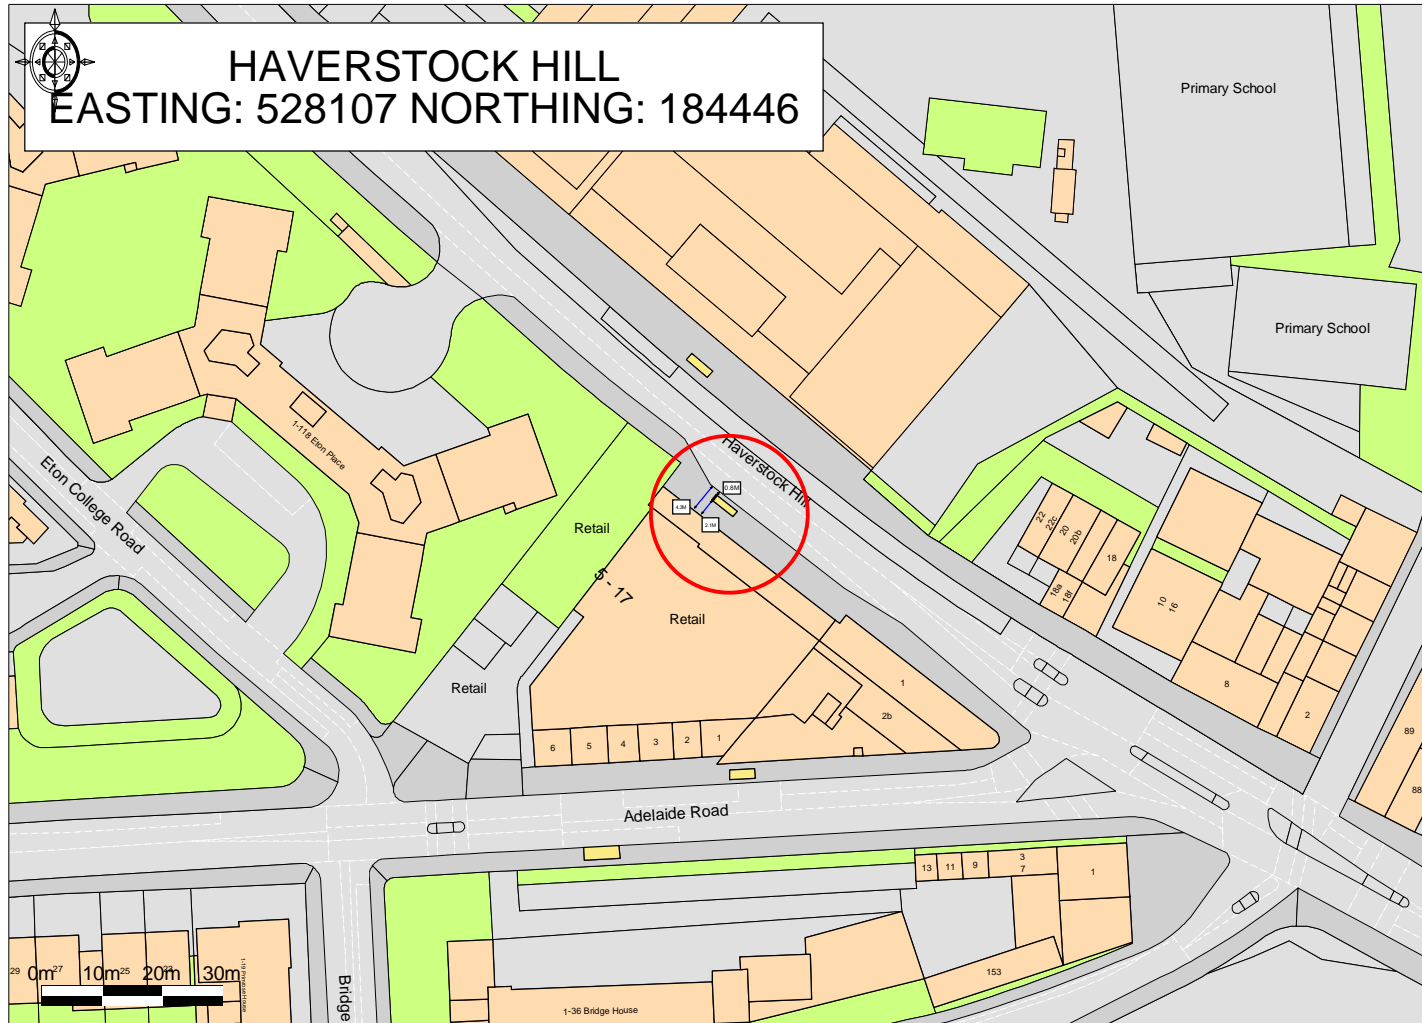 HAVERSTOCK HILL
EASTING: 528107 NORTHING: 184446
Primary School
Primary School
1-118 Eton Place
Eton College Road
Haverstock Hill
0.8M
4.3M
2.1M
Retail
5 - 17
Retail
Retail
22
22c
20
20b
18
18a
18f
10
16
8
2
89
88
1
2b
6
5
4
3
2
1
Adelaide Road
13
11
9
3
7
1
153
1-36 Bridge House
Bridge
29
27
25
23
0m
10m
20m
30m